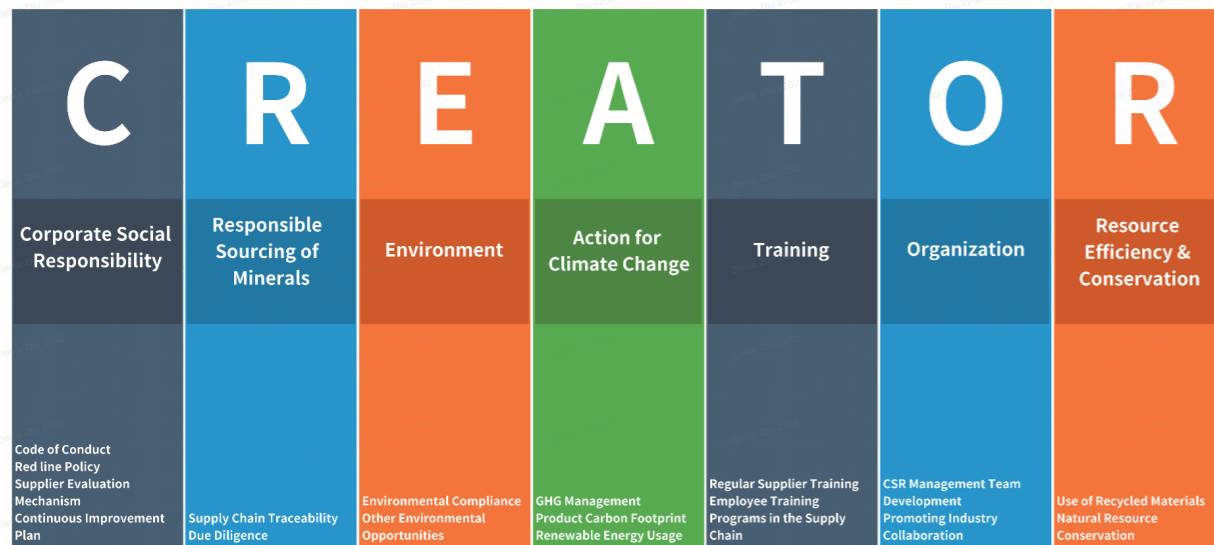 C
Corporate Social
Responsibility
Code of Conduct
Red line Policy
Supplier Evaluation
Mechanism
Continuous Improvement
Plan
R
Responsible
Sourcing of
Minerals
Supply Chain Traceability
Due Diligence
E
Environment
Environmental Compliance
Other Environmental
Opportunities
A
Action for
Climate Change
GHG Management
Product Carbon Footprint
Renewable Energy Usage
T
Training
Regular Supplier Training
Employee Training
Programs in the Supply
Chain
O
Organization
CSR Management Team
Development
Promoting Industry
Collaboration
R
Resource
Efficiency &
Conservation
Use of Recycled Materials
Natural Resource
Conservation